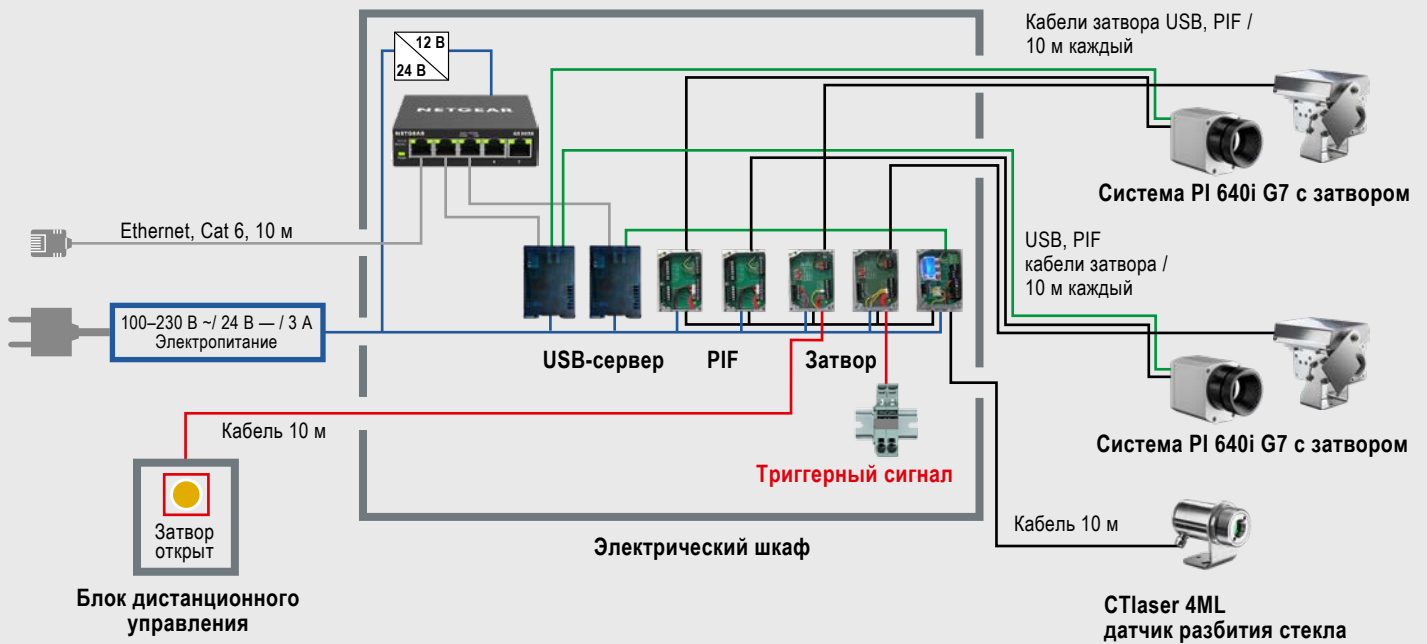 Кабели затвора USB, PIF /
10 м каждый
12 В
24 В
NETGEAR
NETGEAR
Система PI 640i G7 с затвором
Ethernet, Cat 6, 10 м
USB, PIF
кабели затвора /
10 м каждый
100–230 В ~/ 24 В — / 3 А
Электропитание
USB-сервер
PIF
Затвор
Кабель 10 м
Триггерный сигнал
Система PI 640i G7 с затвором
Затвор
открыт
Кабель 10 м
Электрический шкаф
Блок дистанционного
управления
CTlaser 4ML
датчик разбития стекла